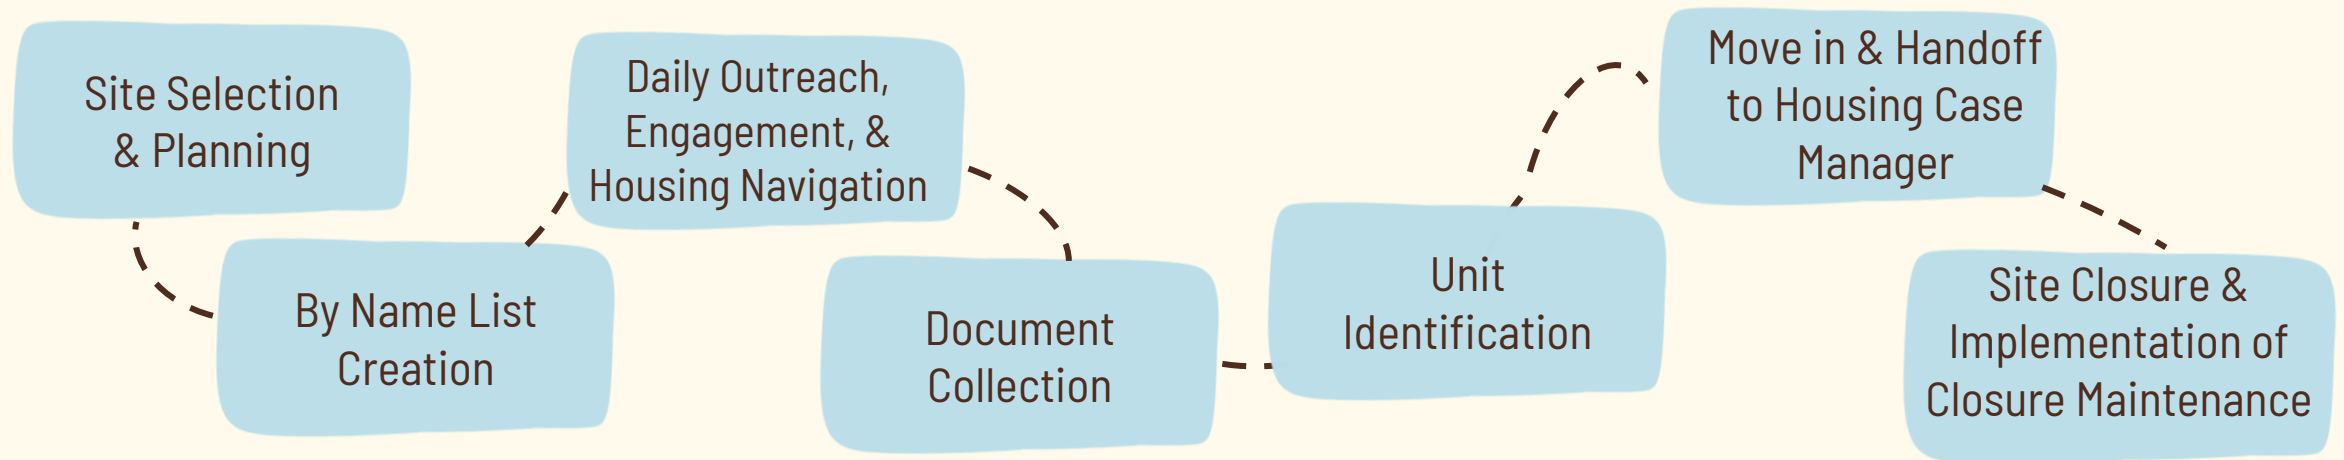 Site Selection
& Planning
By Name List
Creation
Daily Outreach,
Engagement, &
Housing Navigation
Document
Collection
Unit
Identification
Move in & Handoff
to Housing Case
Manager
Site Closure &
Implementation of
Closure Maintenance